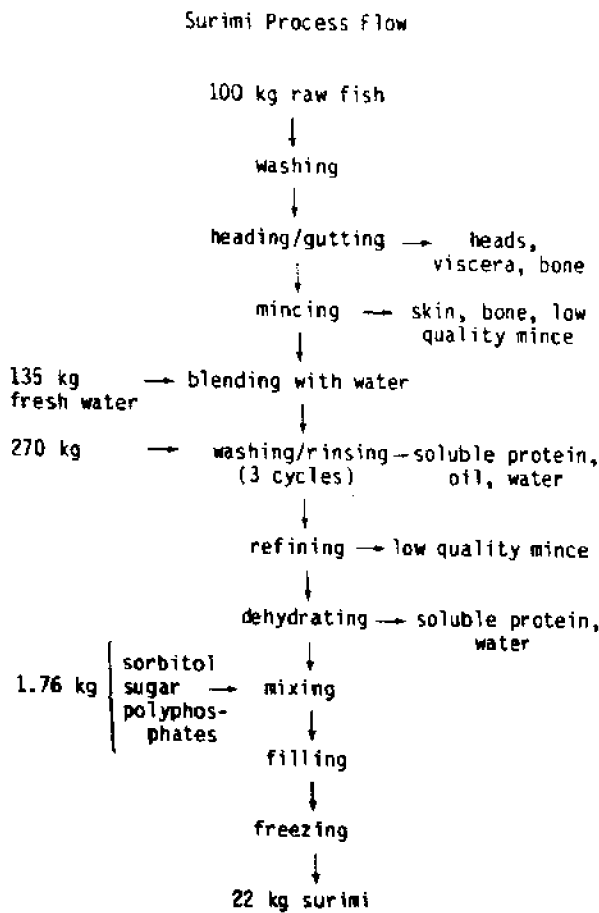 Surimi Process flow
100 kg raw fish
washing
heading/gutting → heads,
viscera, bone
mincing → skin, bone, low
quality mince
135 kg → blending with water
fresh water
270 kg → washing/rinsing – soluble protein,
(3 cycles) oil, water
refining → low quality mince
dehydrating → soluble protein,
water
sorbitol
1.76 kg sugar → mixing
polyphos-
phates
filling
freezing
22 kg surimi